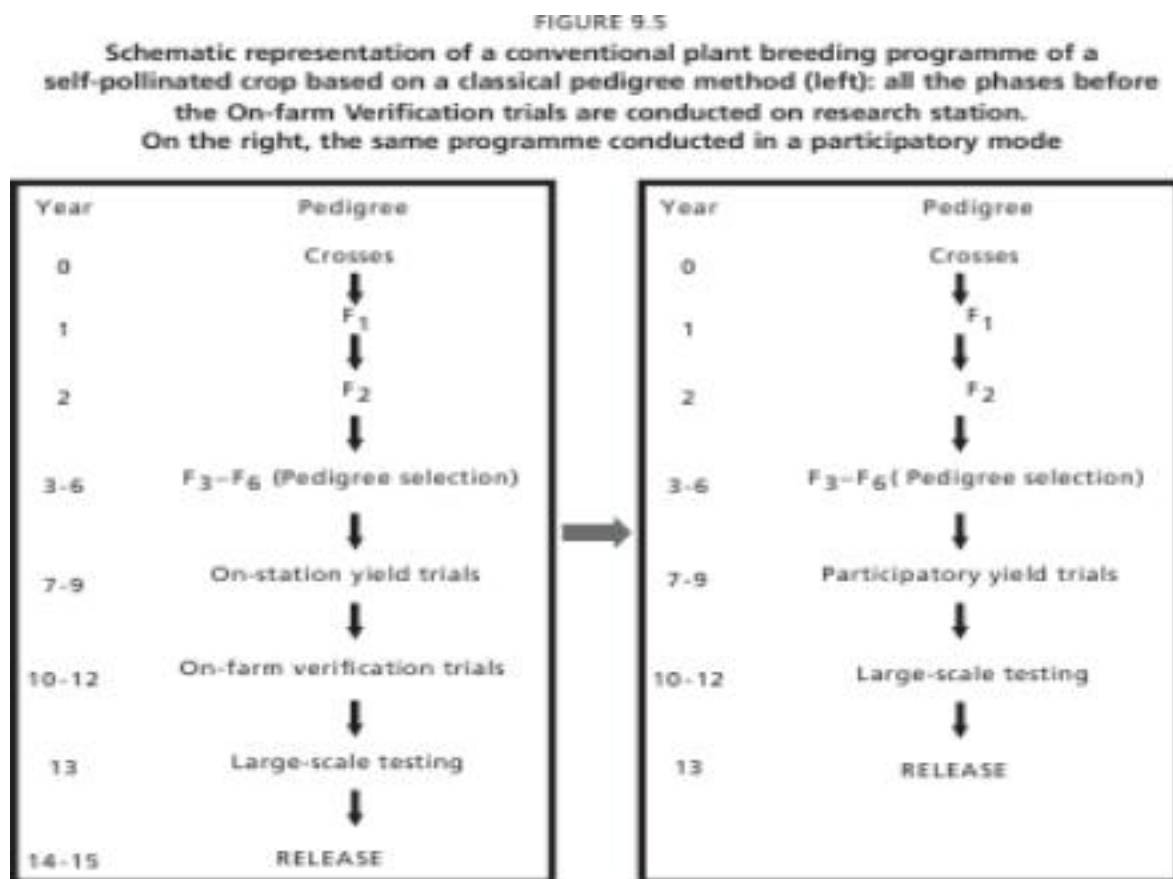 FIGURE 9.5
Schematic representation of a conventional plant breeding programme of a
self-pollinated crop based on a classical pedigree method (left): all the phases before
the On-farm Verification trials are conducted on research station.
On the right, the same programme conducted in a participatory mode
Year Pedigree
0 Crosses
1 F1
2 F2
3-6 F3–F6 (Pedigree selection)
7-9 On-station yield trials
10-12 On-farm verification trials
13 Large-scale testing
14-15 RELEASE
Year Pedigree
0 Crosses
1 F1
2 F2
3-6 F3–F6( Pedigree selection)
7-9 Participatory yield trials
10-12 Large-scale testing
13 RELEASE